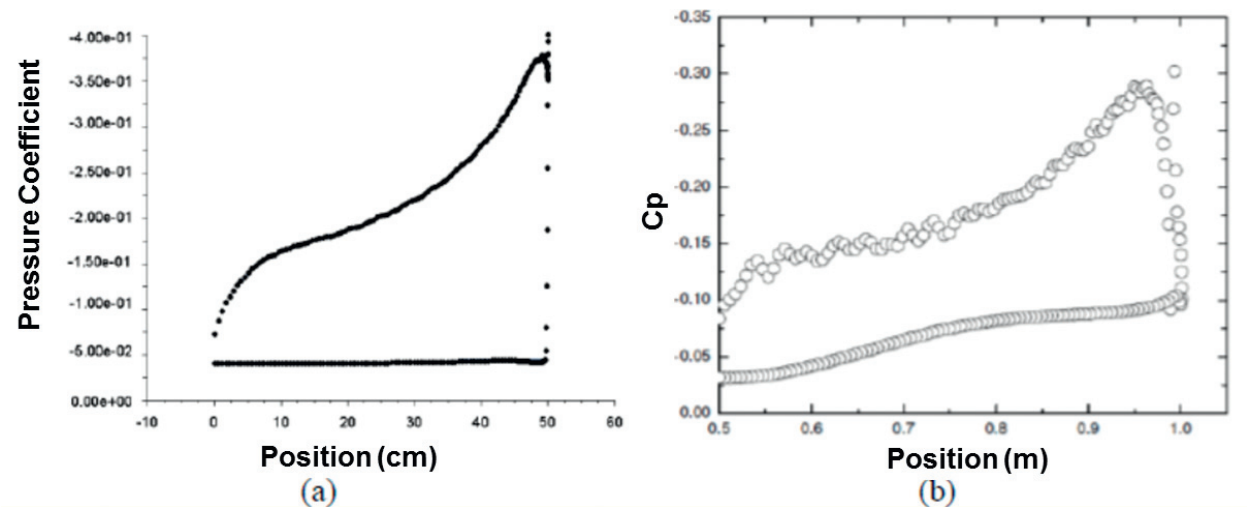 -4.00e-01
-3.50e-01
-3.00e-01
-2.50e-01
-2.00e-01
-1.50e-01
-1.00e-01
-5.00e-02
0.00e+00
Pressure Coefficient
-10 0 10 20 30 40 50 60
Position (cm)
(a)
-0.35
-0.30
-0.25
-0.20
-0.15
-0.10
-0.05
0.00
Cp
0.5 0.6 0.7 0.8 0.9 1.0
Position (m)
(b)